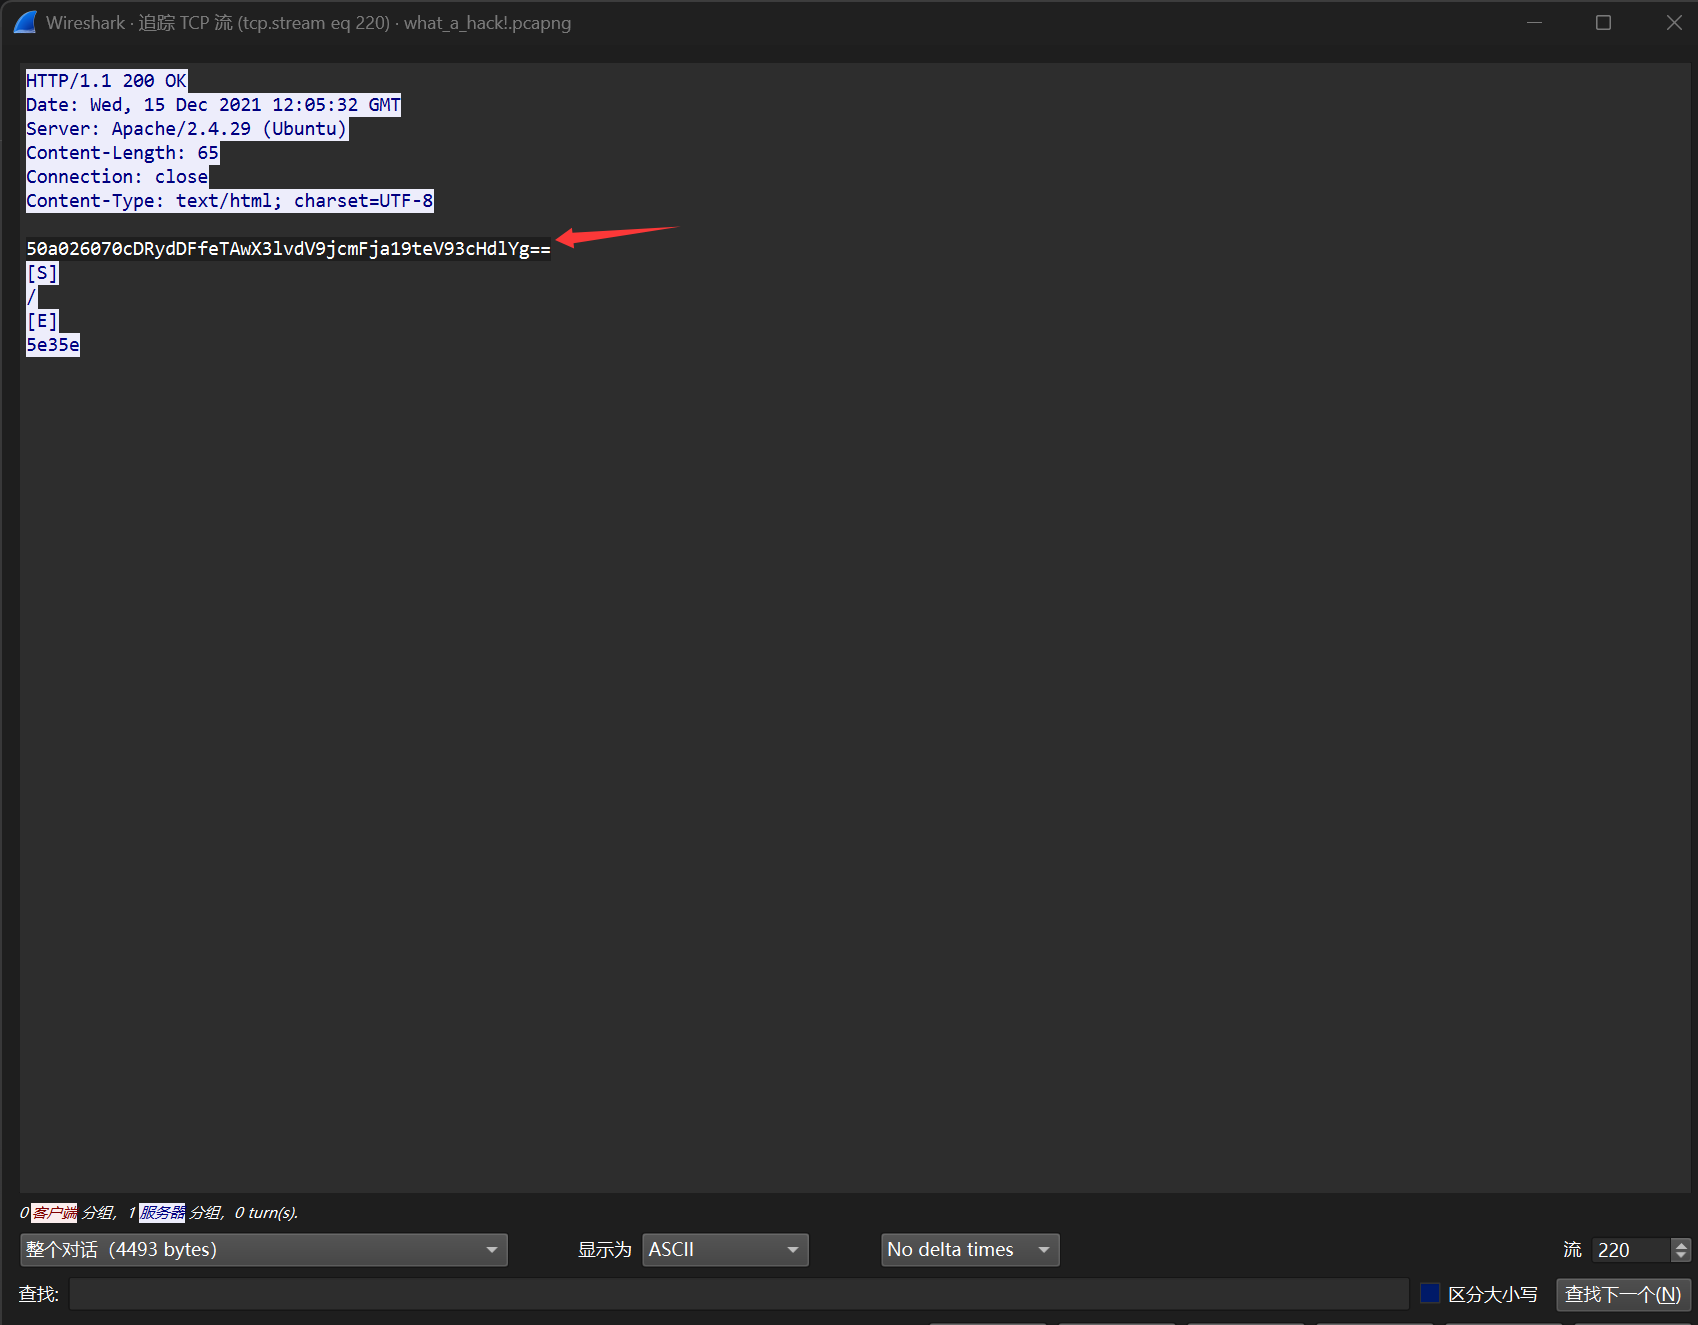 Wireshark · 追踪 TCP 流 (tcp.stream eq 220) · what_a_hack!.pcapng
HTTP/1.1 200 OK
Date: Wed, 15 Dec 2021 12:05:32 GMT
Server: Apache/2.4.29 (Ubuntu)
Content-Length: 65
Connection: close
Content-Type: text/html; charset=UTF-8
50a026070cDRydDFfeTAwX3lvdV9jcmFja19teV93cHdlYg==
[S]
/
[E]
5e35e
0 客户端 分组, 1 服务器 分组, 0 turn(s).
整个对话 (4493 bytes) 显示为 ASCII No delta times 流 220
查找: 区分大小写 查找下一个(N)